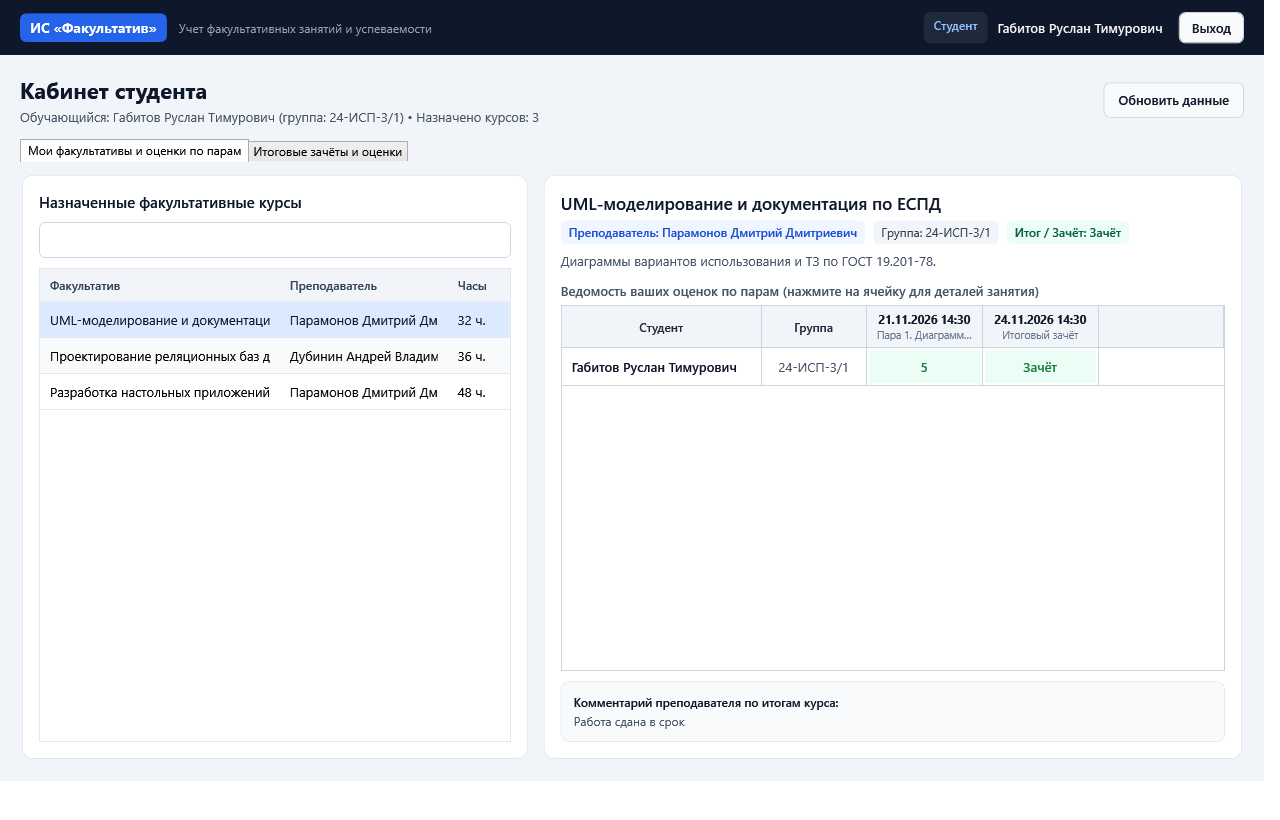 ИС «Факультатив» Учет факультативных занятий и успеваемости Студент Габитов Руслан Тимурович Выход
Кабинет студента
Обучающийся: Габитов Руслан Тимурович (группа: 24-ИСП-3/1) • Назначено курсов: 3
Обновить данные
Мои факультативы и оценки по парам Итоговые зачёты и оценки
Назначенные факультативные курсы
Факультатив Преподаватель Часы
UML-моделирование и документаци Парамонов Дмитрий Дм 32 ч.
Проектирование реляционных баз д Дубинин Андрей Владим 36 ч.
Разработка настольных приложений Парамонов Дмитрий Дм 48 ч.
UML-моделирование и документация по ЕСПД
Преподаватель: Парамонов Дмитрий Дмитриевич Группа: 24-ИСП-3/1 Итог / Зачёт: Зачёт
Диаграммы вариантов использования и ТЗ по ГОСТ 19.201-78.
Ведомость ваших оценок по парам (нажмите на ячейку для деталей занятия)
Студент Группа 21.11.2026 14:30 24.11.2026 14:30
Пара 1. Диаграмм... Итоговый зачёт
Габитов Руслан Тимурович 24-ИСП-3/1 5 Зачёт
Комментарий преподавателя по итогам курса:
Работа сдана в срок